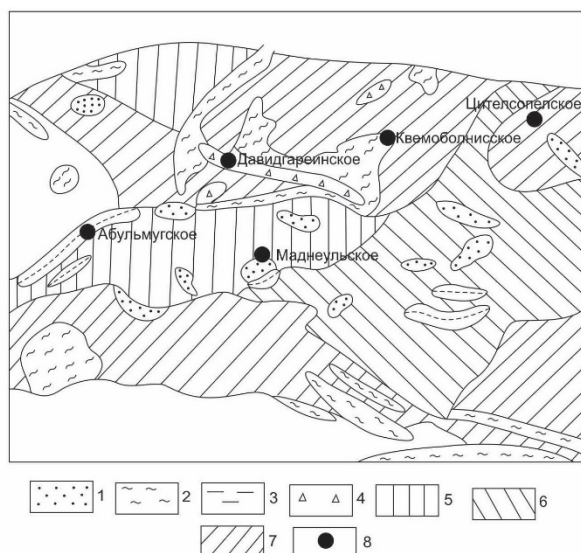 Цителсопелское
Квемоболнисское
Давидгареинское
Абульмугское
Маднеульское
1 2 3 4 5 6
7 8